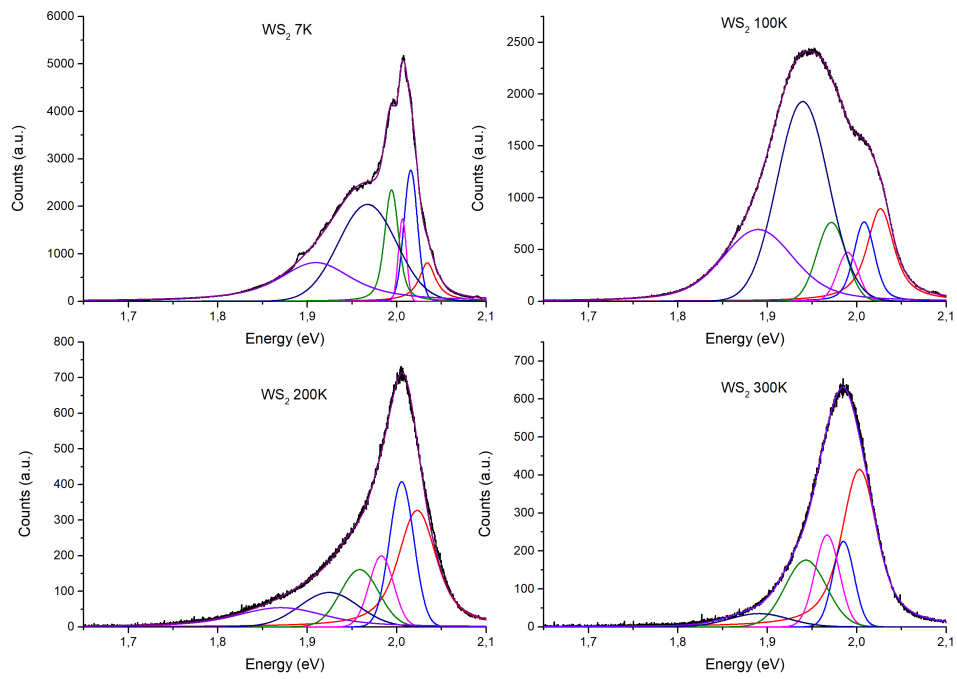 WS2 7K
6000
5000
4000
3000
2000
1000
0
Counts (a.u.)
1,7 1,8 1,9 2,0 2,1
Energy (eV)
WS2 100K
2500
2000
1500
1000
500
0
Counts (a.u.)
1,7 1,8 1,9 2,0 2,1
Energy (eV)
WS2 200K
800
700
600
500
400
300
200
100
0
Counts (a.u.)
1,7 1,8 1,9 2,0 2,1
Energy (eV)
WS2 300K
700
600
500
400
300
200
100
0
Counts (a.u.)
1,7 1,8 1,9 2,0 2,1
Energy (eV)